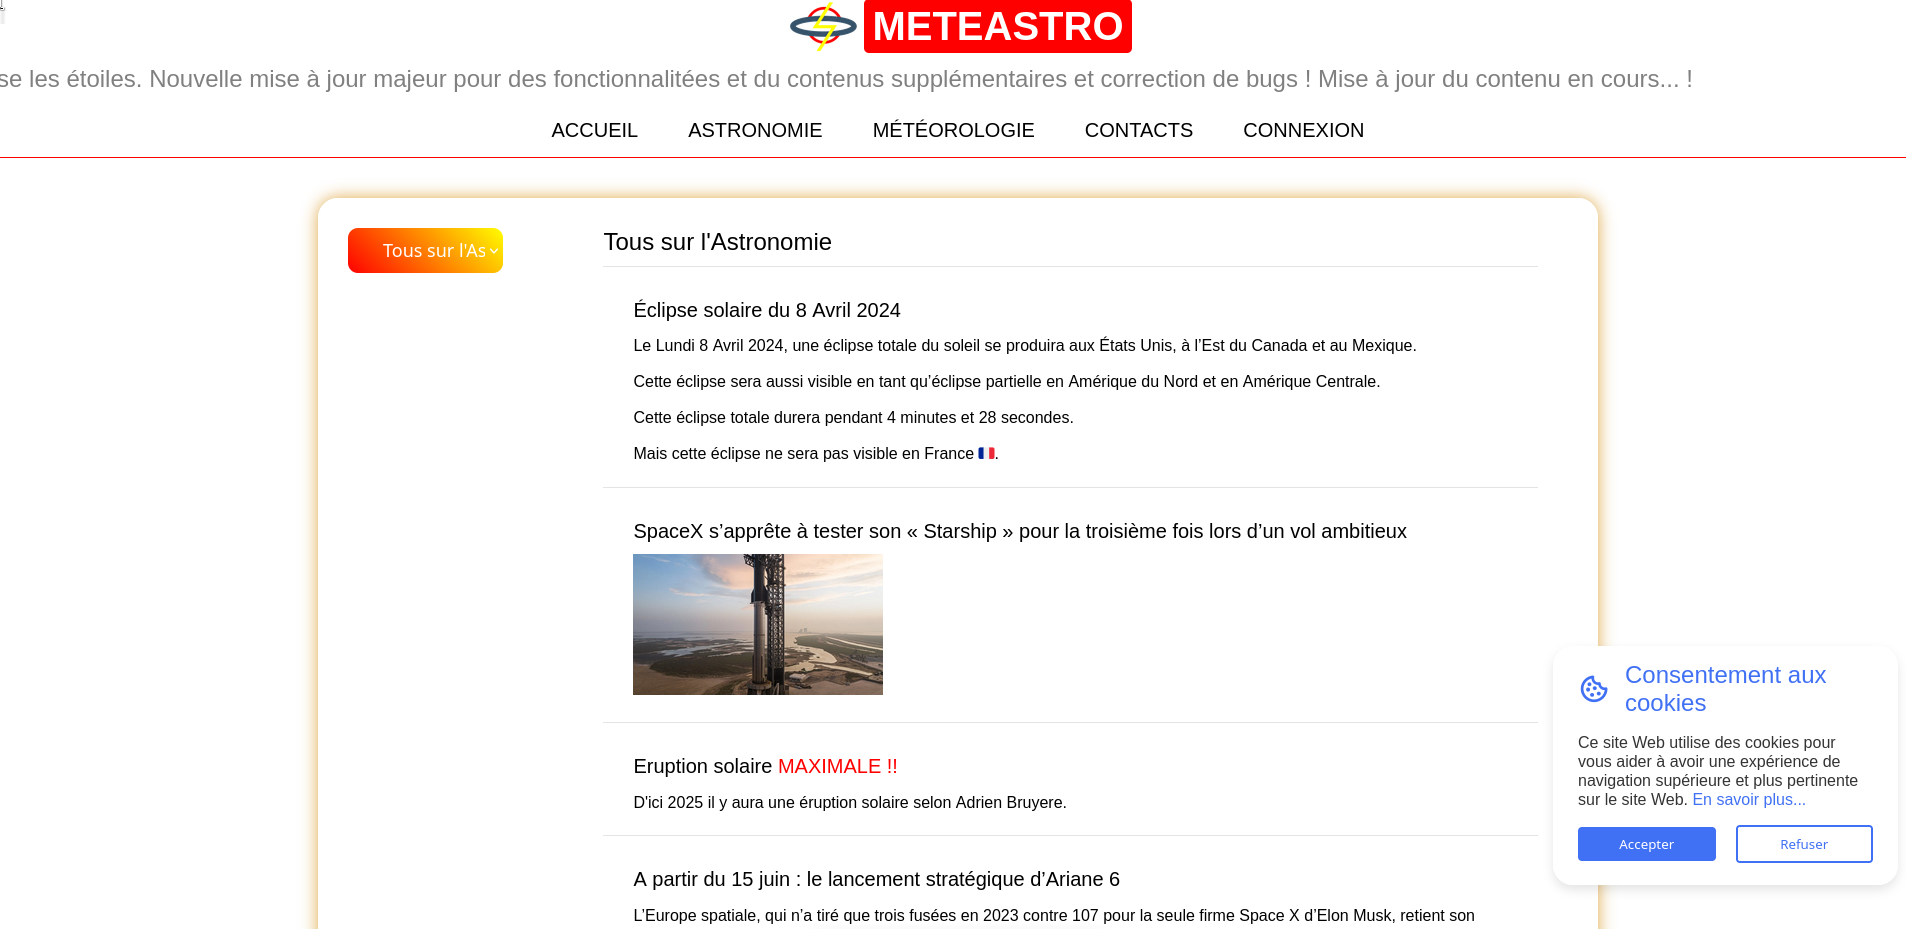 METEASTRO
se les étoiles. Nouvelle mise à jour majeur pour des fonctionnalitées et du contenus supplémentaires et correction de bugs ! Mise à jour du contenu en cours... !
ACCUEIL ASTRONOMIE MÉTÉOROLOGIE CONTACTS CONNEXION
Tous sur l'As
Tous sur l'Astronomie
Éclipse solaire du 8 Avril 2024
Le Lundi 8 Avril 2024, une éclipse totale du soleil se produira aux États Unis, à l’Est du Canada et au Mexique.
Cette éclipse sera aussi visible en tant qu’éclipse partielle en Amérique du Nord et en Amérique Centrale.
Cette éclipse totale durera pendant 4 minutes et 28 secondes.
Mais cette éclipse ne sera pas visible en France 🇫🇷.
SpaceX s’apprête à tester son « Starship » pour la troisième fois lors d’un vol ambitieux
Eruption solaire MAXIMALE !!
D'ici 2025 il y aura une éruption solaire selon Adrien Bruyere.
A partir du 15 juin : le lancement stratégique d’Ariane 6
L’Europe spatiale, qui n’a tiré que trois fusées en 2023 contre 107 pour la seule firme Space X d’Elon Musk, retient son
Consentement aux
cookies
Ce site Web utilise des cookies pour
vous aider à avoir une expérience de
navigation supérieure et plus pertinente
sur le site Web. En savoir plus...
Accepter Refuser